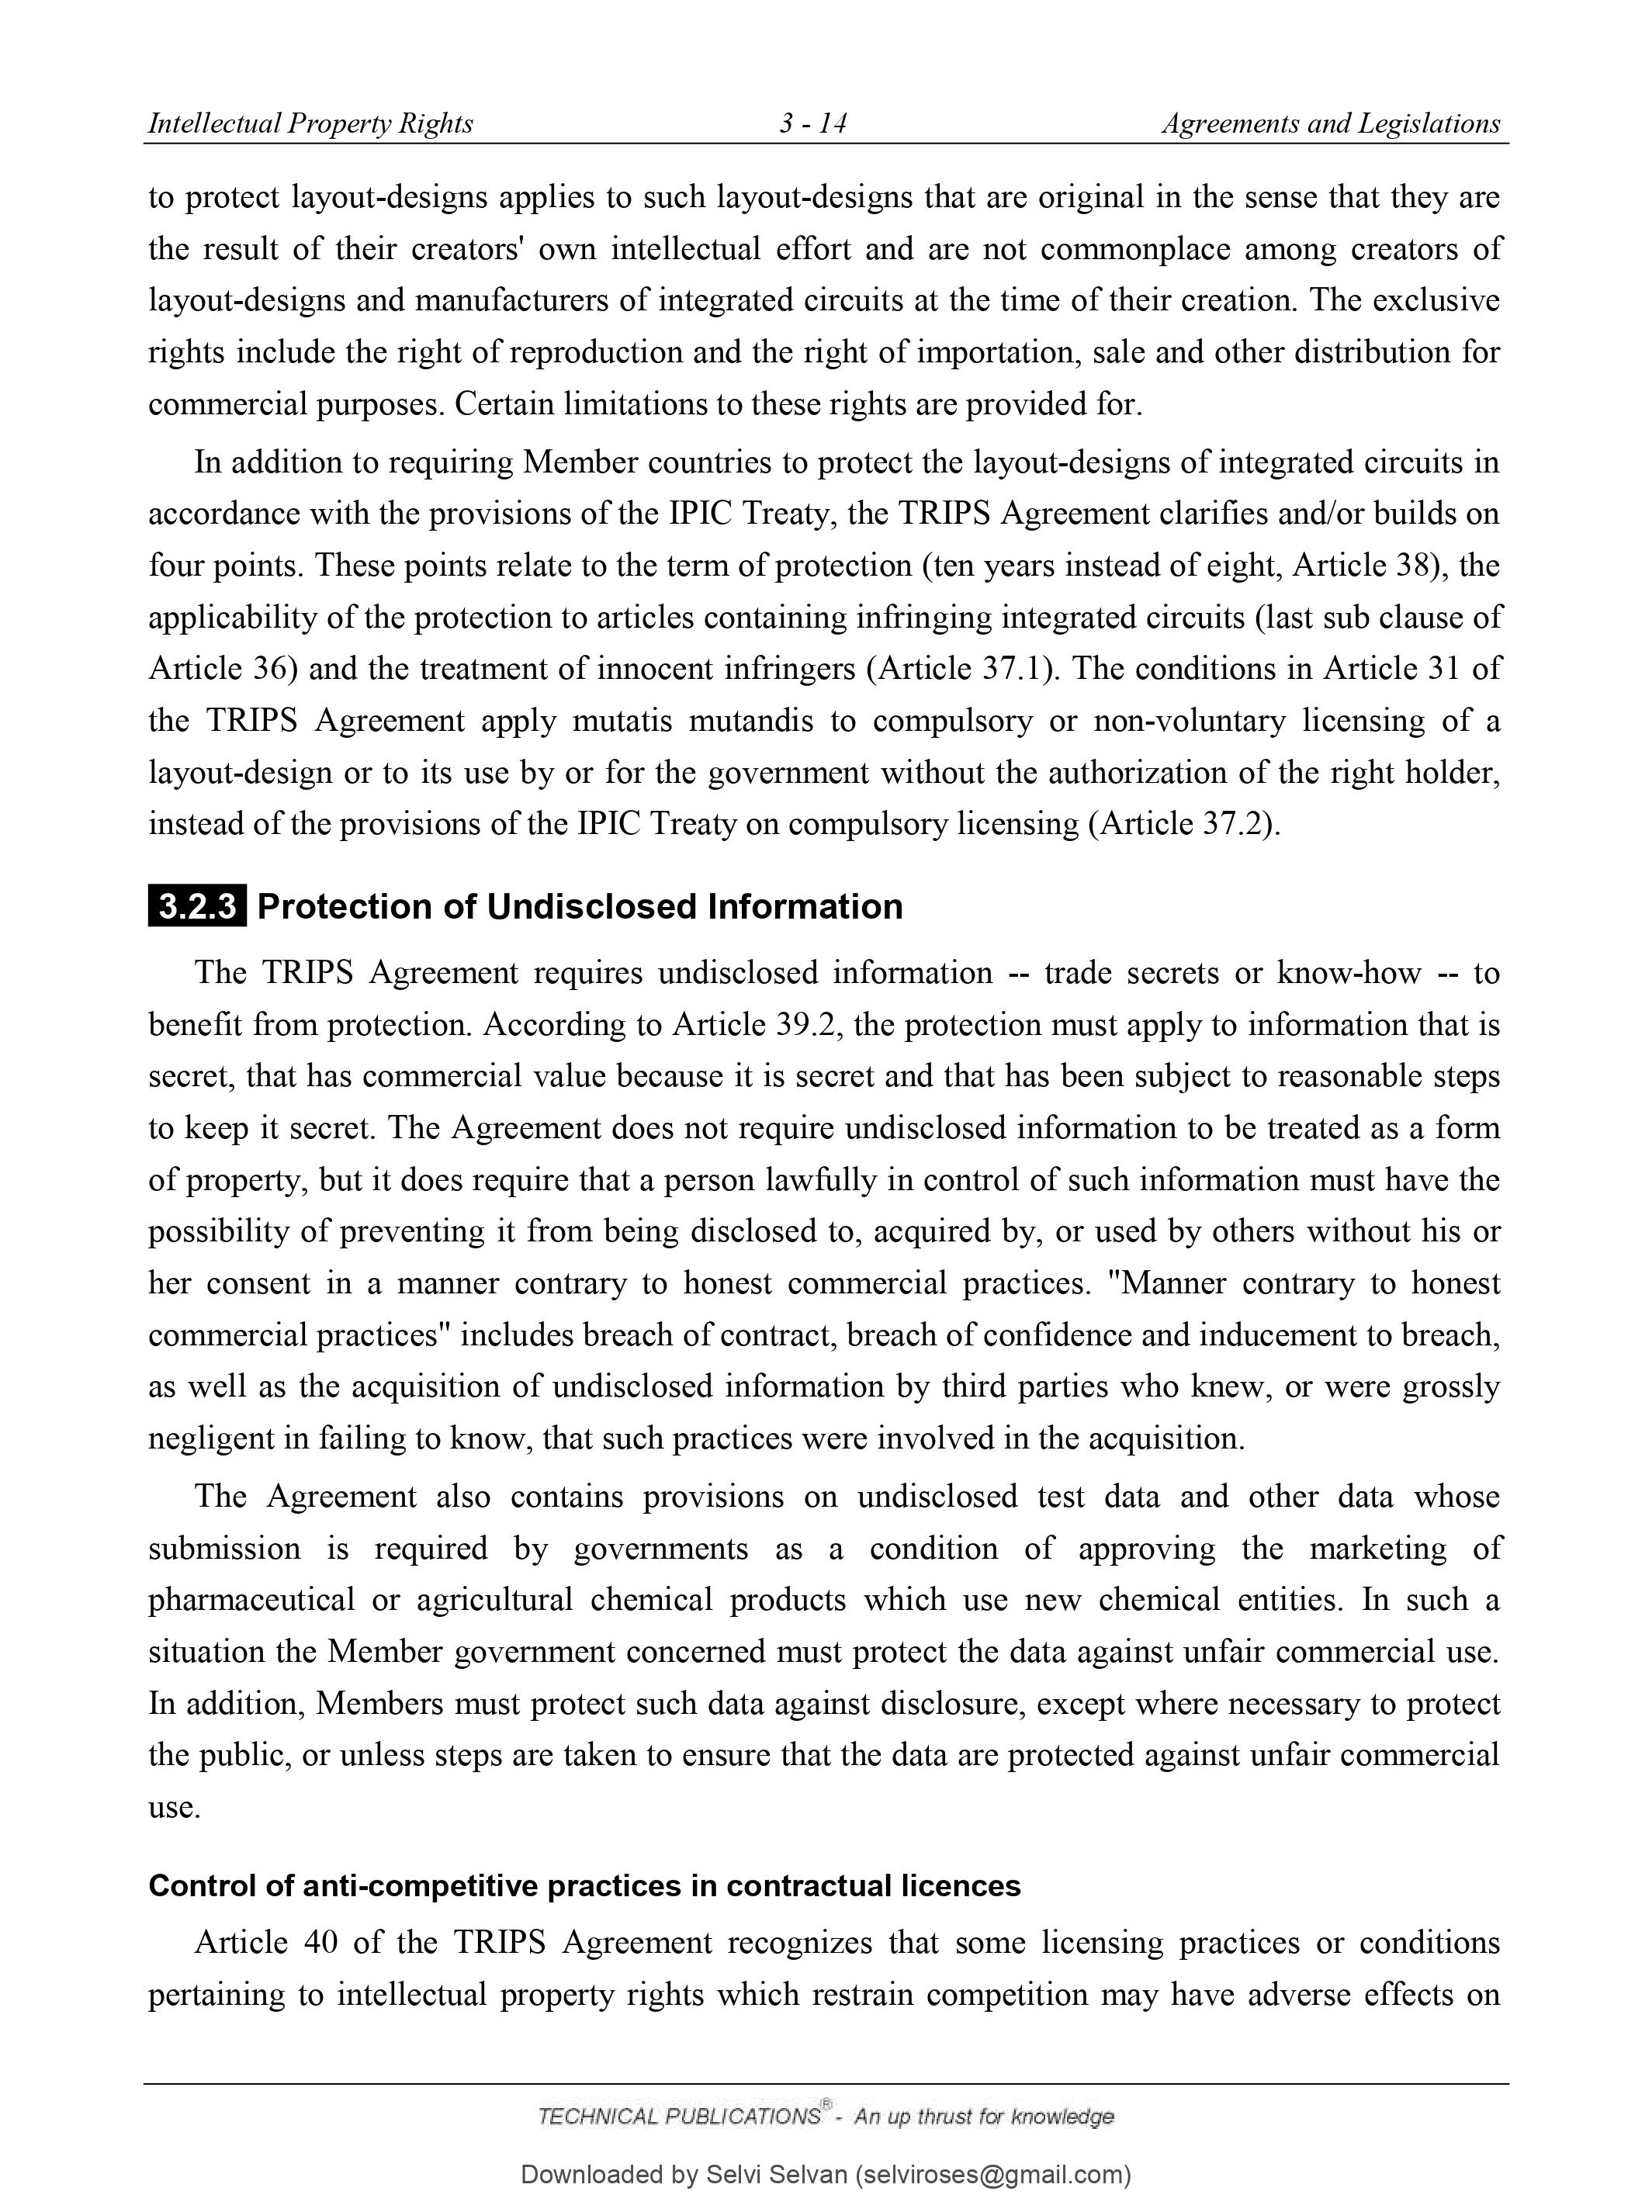 Intellectual Property Rights 3 - 14 Agreements and Legislations
to protect layout-designs applies to such layout-designs that are original in the sense that they are
the result of their creators' own intellectual effort and are not commonplace among creators of
layout-designs and manufacturers of integrated circuits at the time of their creation. The exclusive
rights include the right of reproduction and the right of importation, sale and other distribution for
commercial purposes. Certain limitations to these rights are provided for.
In addition to requiring Member countries to protect the layout-designs of integrated circuits in
accordance with the provisions of the IPIC Treaty, the TRIPS Agreement clarifies and/or builds on
four points. These points relate to the term of protection (ten years instead of eight, Article 38), the
applicability of the protection to articles containing infringing integrated circuits (last sub clause of
Article 36) and the treatment of innocent infringers (Article 37.1). The conditions in Article 31 of
the TRIPS Agreement apply mutatis mutandis to compulsory or non-voluntary licensing of a
layout-design or to its use by or for the government without the authorization of the right holder,
instead of the provisions of the IPIC Treaty on compulsory licensing (Article 37.2).
3.2.3 Protection of Undisclosed Information
The TRIPS Agreement requires undisclosed information -- trade secrets or know-how -- to
benefit from protection. According to Article 39.2, the protection must apply to information that is
secret, that has commercial value because it is secret and that has been subject to reasonable steps
to keep it secret. The Agreement does not require undisclosed information to be treated as a form
of property, but it does require that a person lawfully in control of such information must have the
possibility of preventing it from being disclosed to, acquired by, or used by others without his or
her consent in a manner contrary to honest commercial practices. "Manner contrary to honest
commercial practices" includes breach of contract, breach of confidence and inducement to breach,
as well as the acquisition of undisclosed information by third parties who knew, or were grossly
negligent in failing to know, that such practices were involved in the acquisition.
The Agreement also contains provisions on undisclosed test data and other data whose
submission is required by governments as a condition of approving the marketing of
pharmaceutical or agricultural chemical products which use new chemical entities. In such a
situation the Member government concerned must protect the data against unfair commercial use.
In addition, Members must protect such data against disclosure, except where necessary to protect
the public, or unless steps are taken to ensure that the data are protected against unfair commercial
use.
Control of anti-competitive practices in contractual licences
Article 40 of the TRIPS Agreement recognizes that some licensing practices or conditions
pertaining to intellectual property rights which restrain competition may have adverse effects on
TECHNICAL PUBLICATIONS® - An up thrust for knowledge
Downloaded by Selvi Selvan (selviroses@gmail.com)